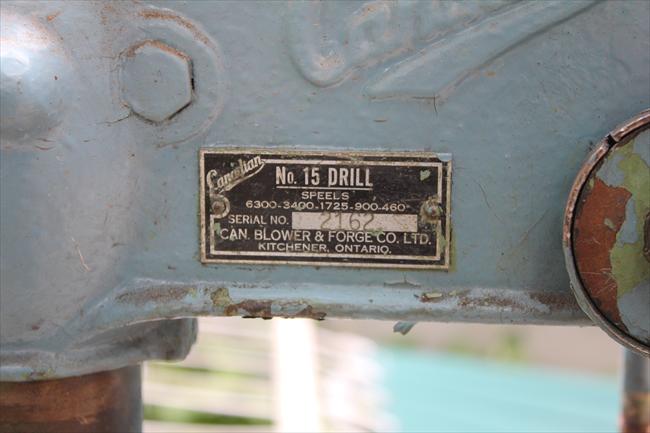 Canadian
No. 15 DRILL
SPEEDS
6300-3400-1725-900-460
SERIAL NO. 2162
CAN. BLOWER & FORGE CO. LTD.
KITCHENER, ONTARIO.